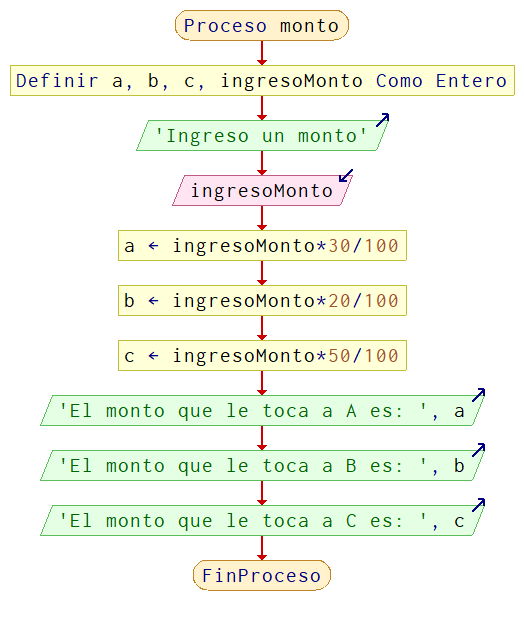 Proceso monto
Definir a, b, c, ingresoMonto Como Entero
'Ingreso un monto'
ingresoMonto
a ← ingresoMonto*30/100
b ← ingresoMonto*20/100
c ← ingresoMonto*50/100
'El monto que le toca a A es: ', a
'El monto que le toca a B es: ', b
'El monto que le toca a C es: ', c
FinProceso